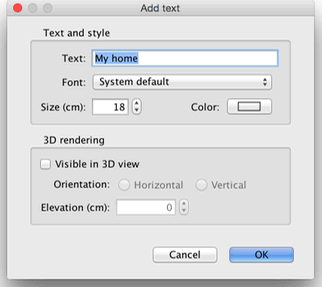 Add text
Text and style
Text: My home
Font: System default
Size (cm): 18 Color:
3D rendering
Visible in 3D view
Orientation: Horizontal Vertical
Elevation (cm): 0
Cancel OK